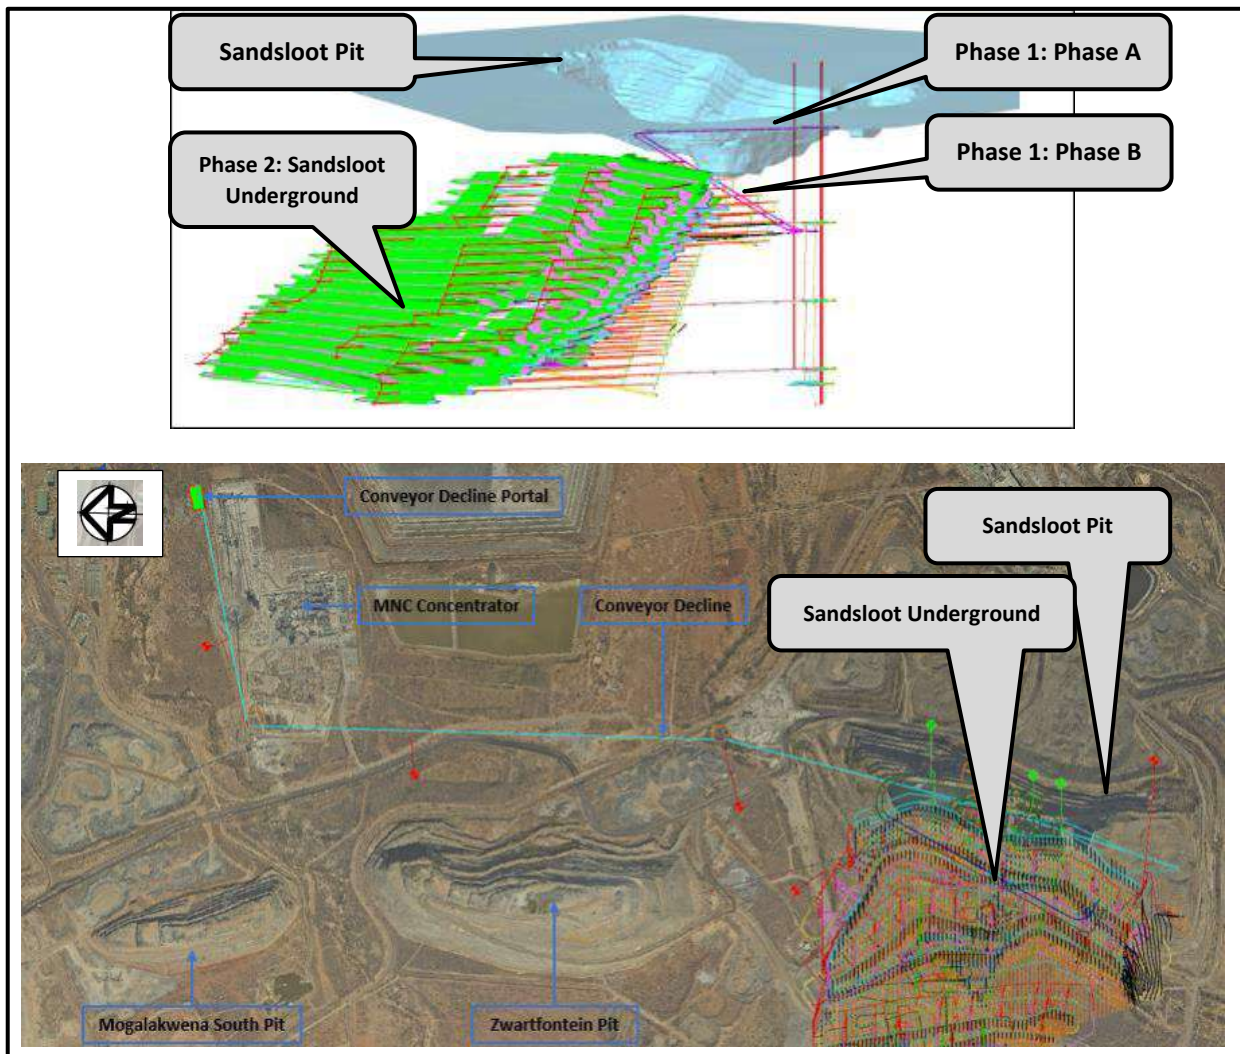 Sandsloot Pit
Phase 1: Phase A
Phase 1: Phase B
Phase 2: Sandsloot
Underground
N
Conveyor Decline Portal
Sandsloot Pit
MNC Concentrator
Conveyor Decline
Sandsloot Underground
Mogalakwena South Pit
Zwartfontein Pit